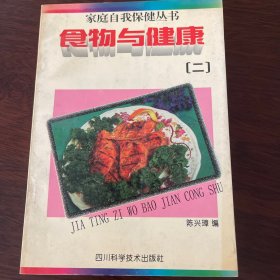 家庭自我保健丛书
食物与健康
〔二〕
JIA TING ZI WO BAO JIAN CONG SHU
陈兴璋 编
四川科学技术出版社